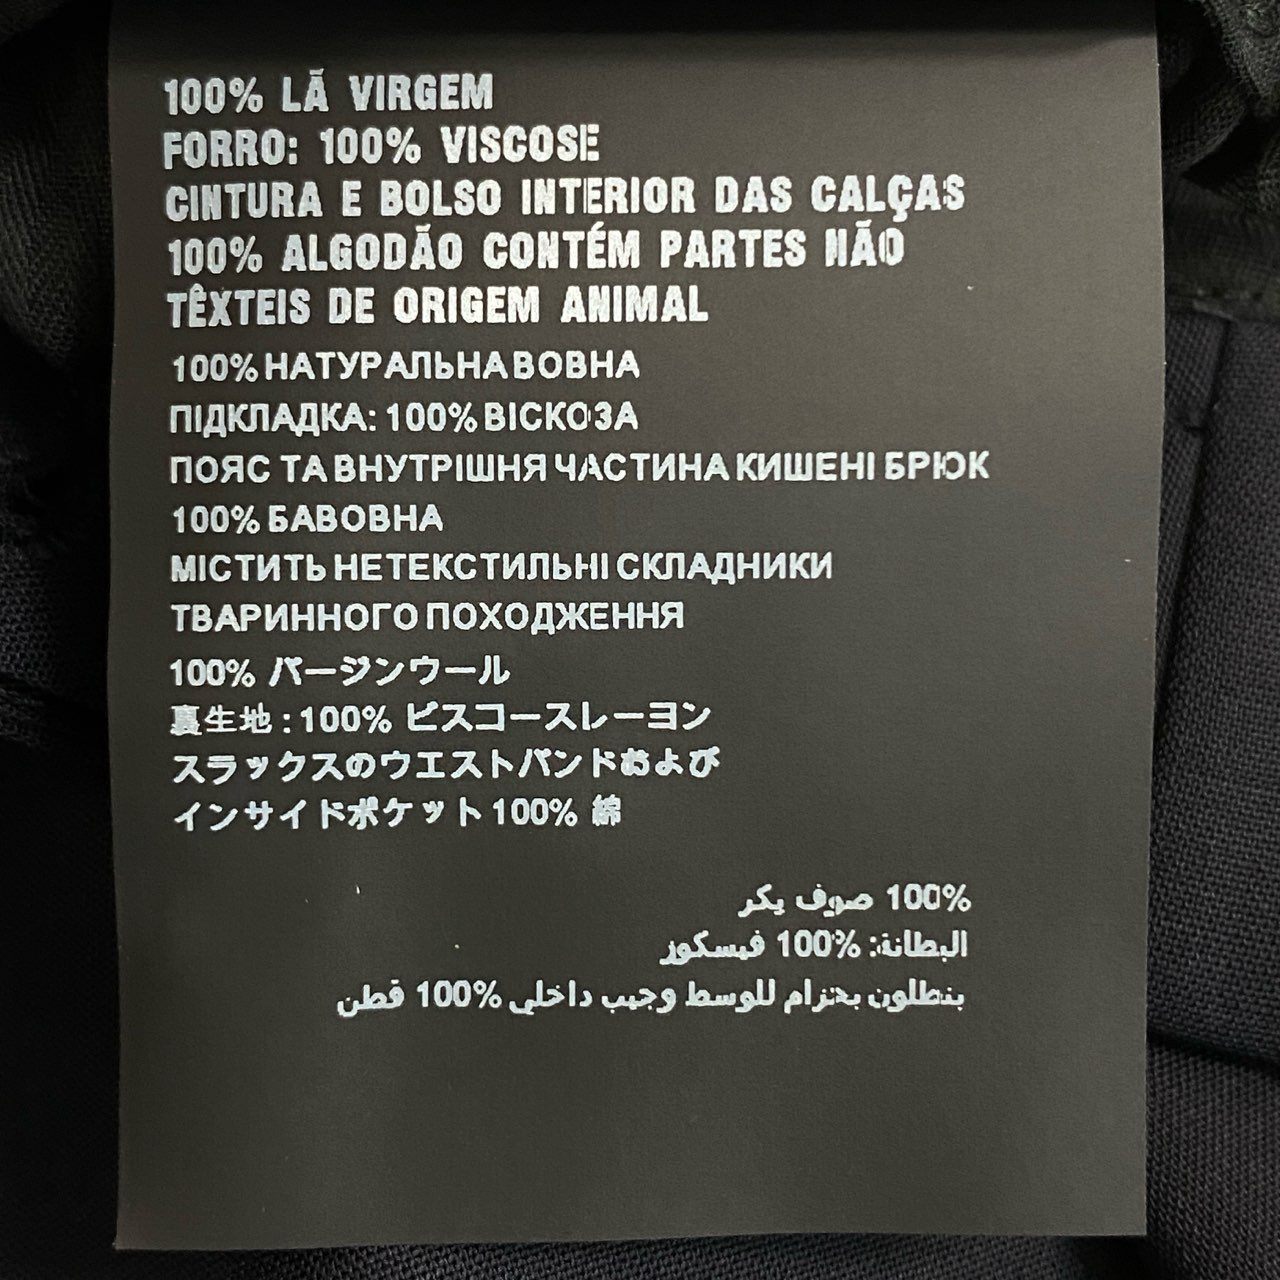 100% LÃ VIRGEM
FORRO: 100% VISCOSE
CINTURA E BOLSO INTERIOR DAS CALÇAS
100% ALGODÃO CONTÉM PARTES NÃO
TÊXTEIS DE ORIGEM ANIMAL
100% НАТУРАЛЬНА ВОВНА
ПІДКЛАДКА: 100% ВІСКОЗА
ПОЯС ТА ВНУТРІШНЯ ЧАСТИНА КИШЕНІ БРЮК
100% БАВОВНА
МІСТИТЬ НЕТЕКСТИЛЬНІ СКЛАДНИКИ
ТВАРИННОГО ПОХОДЖЕННЯ
100% バージンウール
裏生地 : 100% ビスコースレーヨン
スラックスのウエストバンドおよび
インサイドポケット 100% 綿
100% صوف بكر
البطانة: 100% فيسكوز
بنطلون بحزام للوسط وجيب داخلي 100% قطن